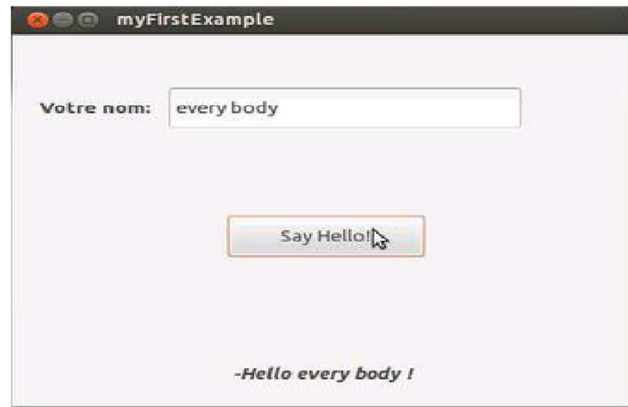 myFirstExample
Votre nom: every body
Say Hello!
-Hello every body !